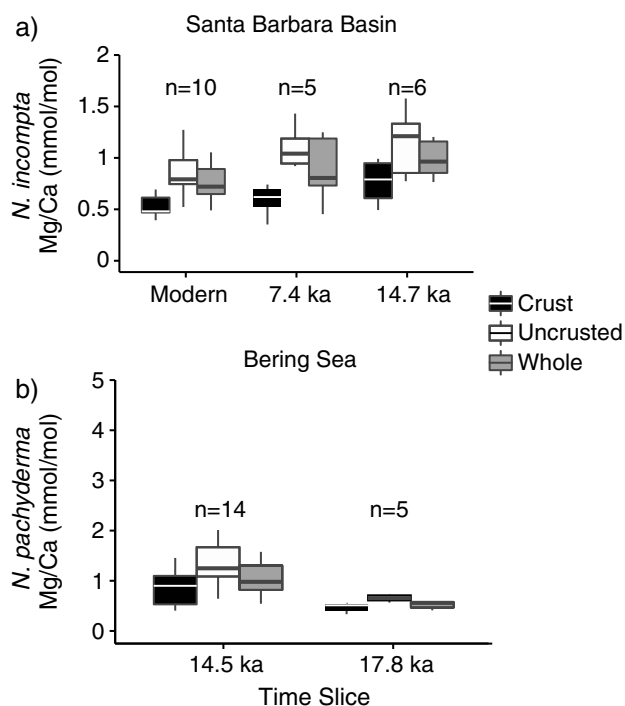 a)
Santa Barbara Basin
N. incompta
Mg/Ca (mmol/mol)
2
1.5
1
0.5
0
n=10
n=5
n=6
Modern
7.4 ka
14.7 ka
Crust
Uncrusted
Whole
b)
Bering Sea
N. pachyderma
Mg/Ca (mmol/mol)
5
4
3
2
1
0
n=14
n=5
14.5 ka
17.8 ka
Time Slice